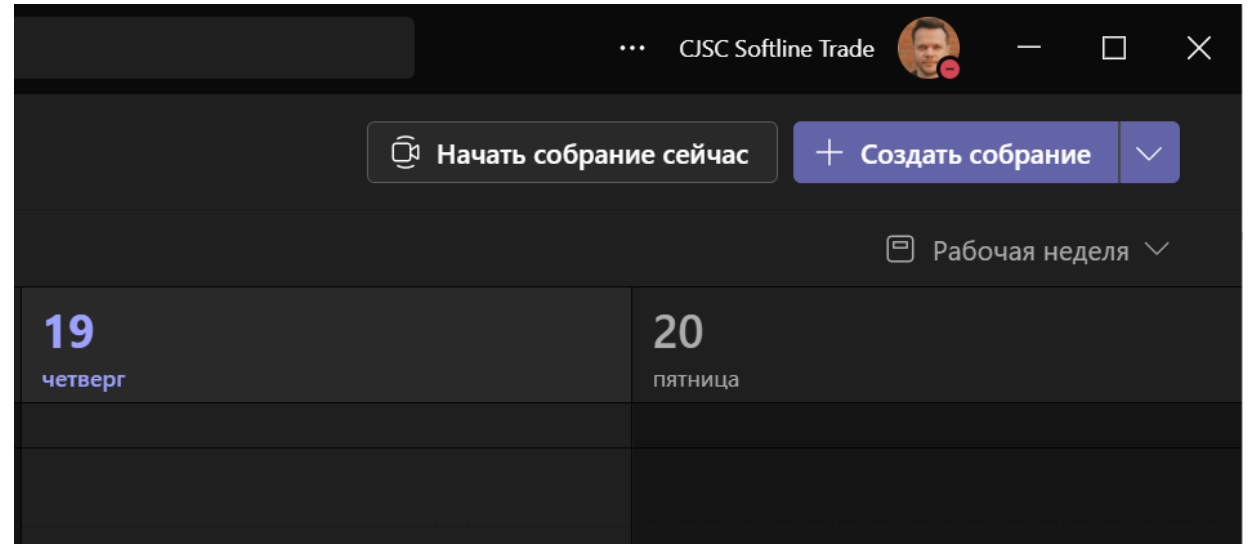 CJSC Softline Trade
Начать собрание сейчас
Создать собрание
Рабочая неделя
19
четверг
20
пятница